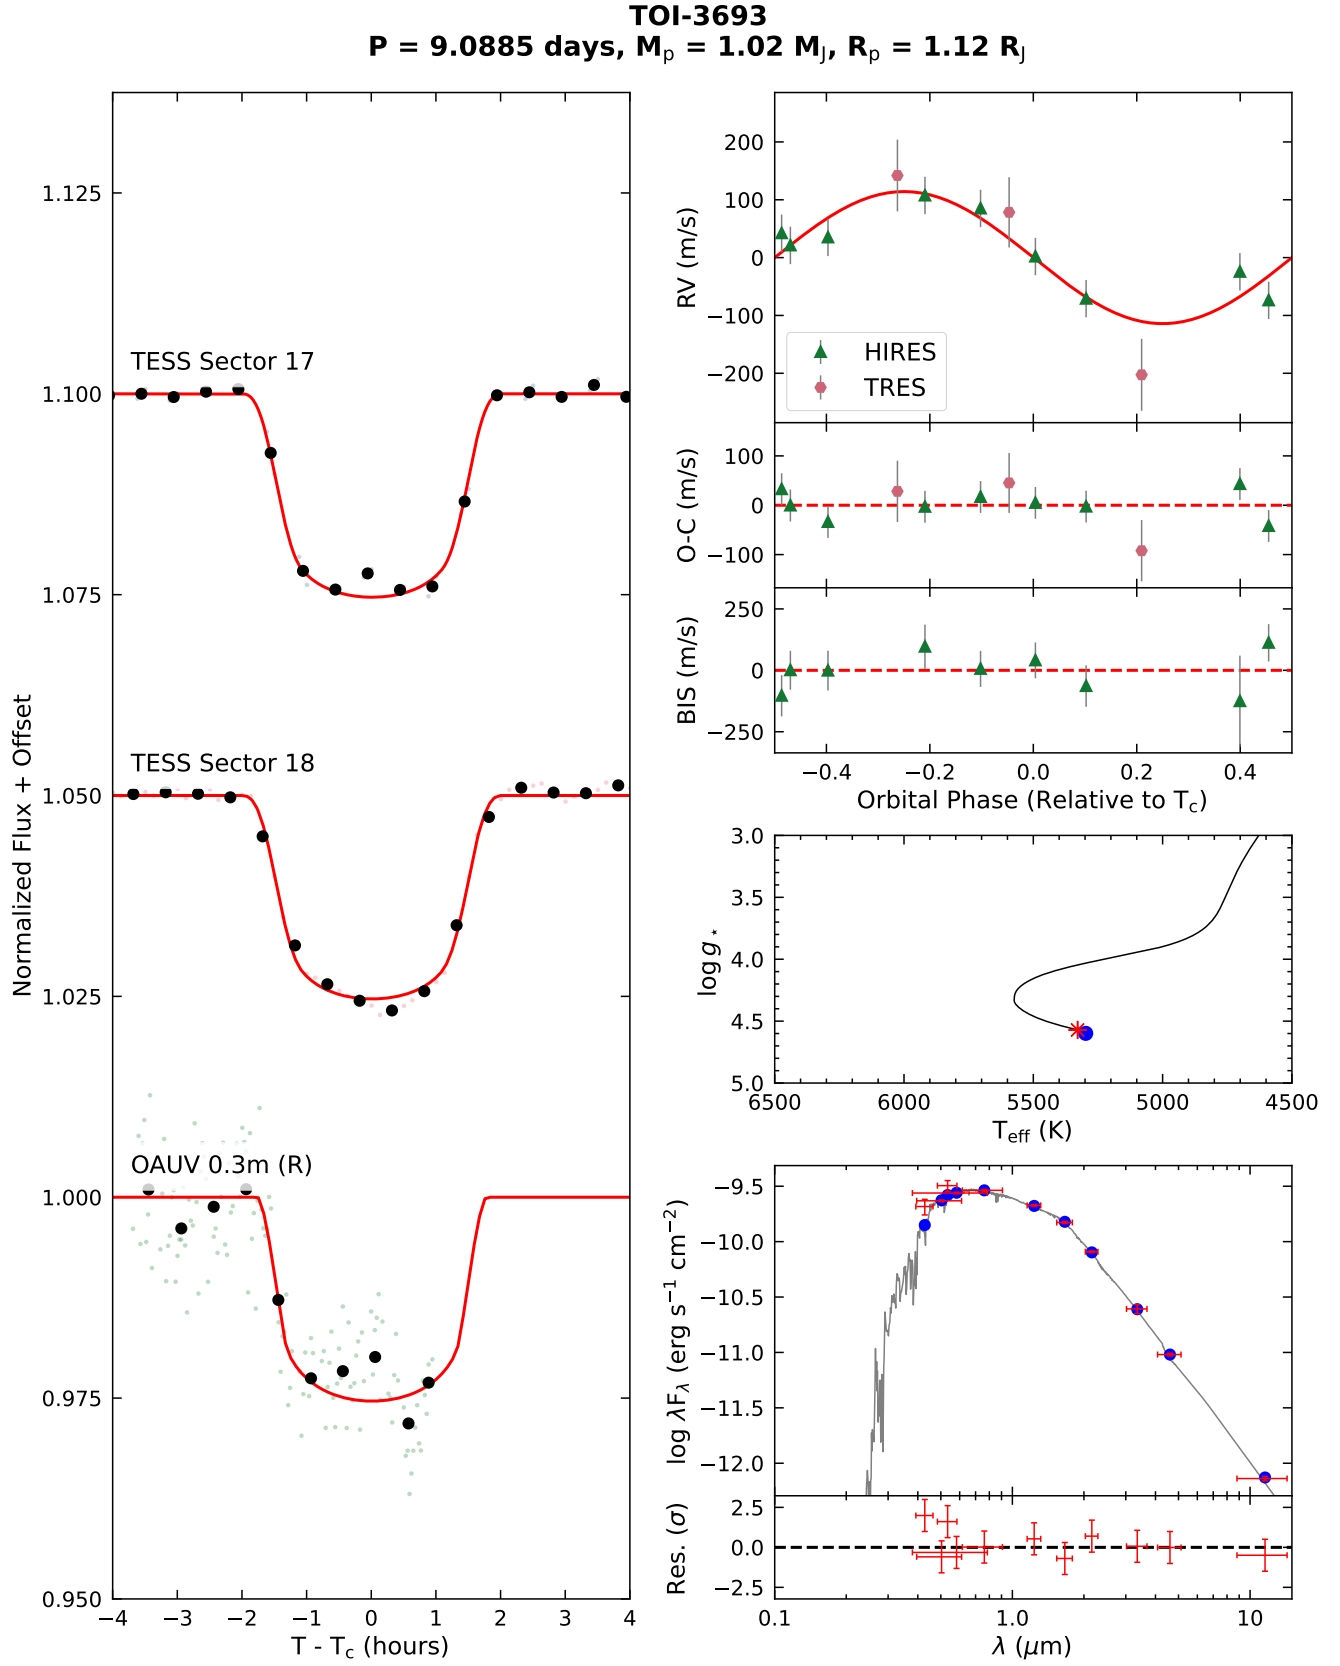 TOI-3693
P = 9.0885 days, Mp = 1.02 MJ, Rp = 1.12 RJ
Normalized Flux + Offset
1.125
1.100
1.075
1.050
1.025
1.000
0.975
0.950
TESS Sector 17
TESS Sector 18
OAUV 0.3m (R)
−4 −3 −2 −1 0 1 2 3 4
T - Tc (hours)
RV (m/s)
200
100
0
−100
−200
HIRES
TRES
O-C (m/s)
100
0
−100
BIS (m/s)
250
0
−250
−0.4 −0.2 0.0 0.2 0.4
Orbital Phase (Relative to Tc)
log g⋆
3.0
3.5
4.0
4.5
5.0
6500 6000 5500 5000 4500
Teff (K)
log λFλ (erg s−1 cm−2)
−9.5
−10.0
−10.5
−11.0
−11.5
−12.0
Res. (σ)
2.5
0.0
−2.5
0.1 1.0 10
λ (μm)